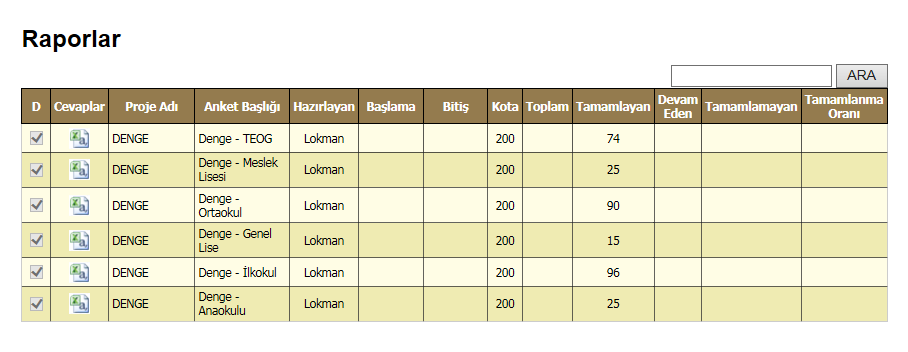 Raporlar
ARA
D Cevaplar Proje Adı Anket Başlığı Hazırlayan Başlama Bitiş Kota Toplam Tamamlayan Devam Eden Tamamlamayan Tamamlanma Oranı
DENGE Denge - TEOG Lokman 200 74
DENGE Denge - Meslek Lisesi Lokman 200 25
DENGE Denge - Ortaokul Lokman 200 90
DENGE Denge - Genel Lise Lokman 200 15
DENGE Denge - İlkokul Lokman 200 96
DENGE Denge - Anaokulu Lokman 200 25